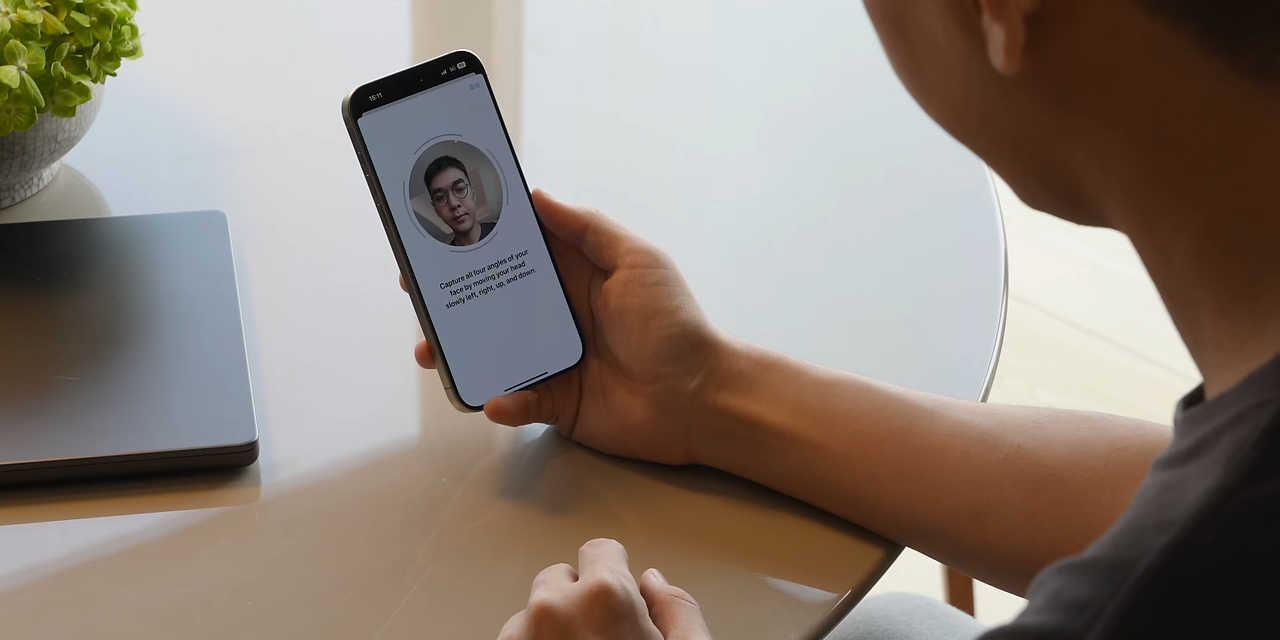 15:11
5G
Capture all four angles of your
face by moving your head
slowly left, right, up, and down.